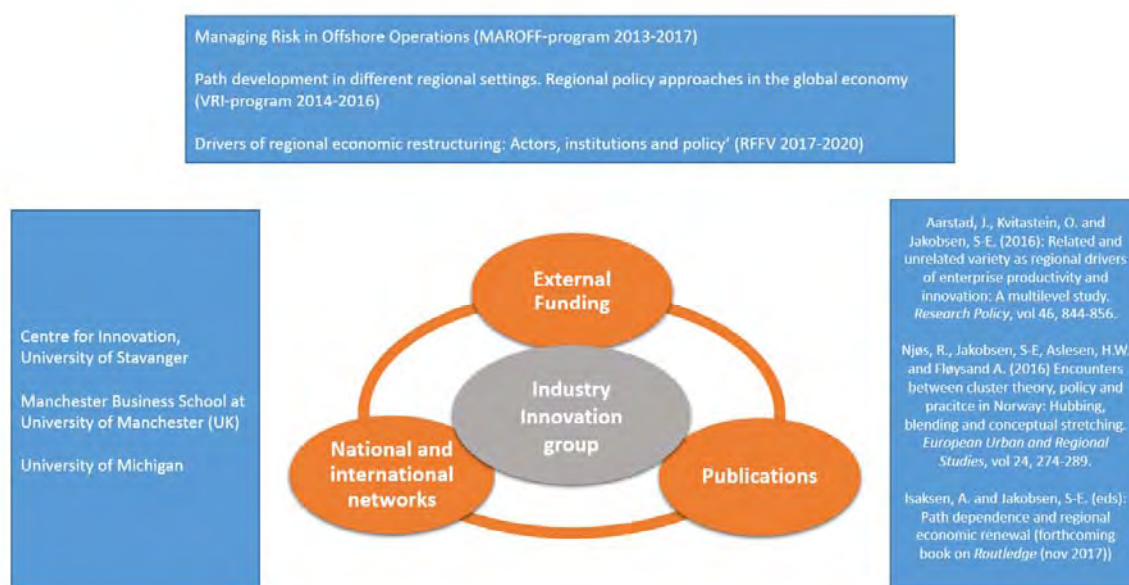 Managing Risk in Offshore Operations (MAROFF-program 2013-2017)
Path development in different regional settings. Regional policy approaches in the global economy
(VRI-program 2014-2016)
Drivers of regional economic restructuring: Actors, institutions and policy’ (RFFV 2017-2020)
Centre for Innovation,
University of Stavanger
Manchester Business School at
University of Manchester (UK)
University of Michigan
External
Funding
Industry
Innovation
group
National and
international
networks
Publications
Aarstad, J., Kvitastein, O. and
Jakobsen, S-E. (2016): Related and
unrelated variety as regional drivers
of enterprise productivity and
innovation: A multilevel study.
Research Policy, vol 46, 844-856.
Njøs, R., Jakobsen, S-E, Aslesen, H.W.
and Fløysand A. (2016) Encounters
between cluster theory, policy and
pracitce in Norway: Hubbing,
blending and conceptual stretching.
European Urban and Regional
Studies, vol 24, 274-289.
Isaksen, A. and Jakobsen, S-E. (eds):
Path dependence and regional
economic renewal (forthcoming
book on Routledge (nov 2017))